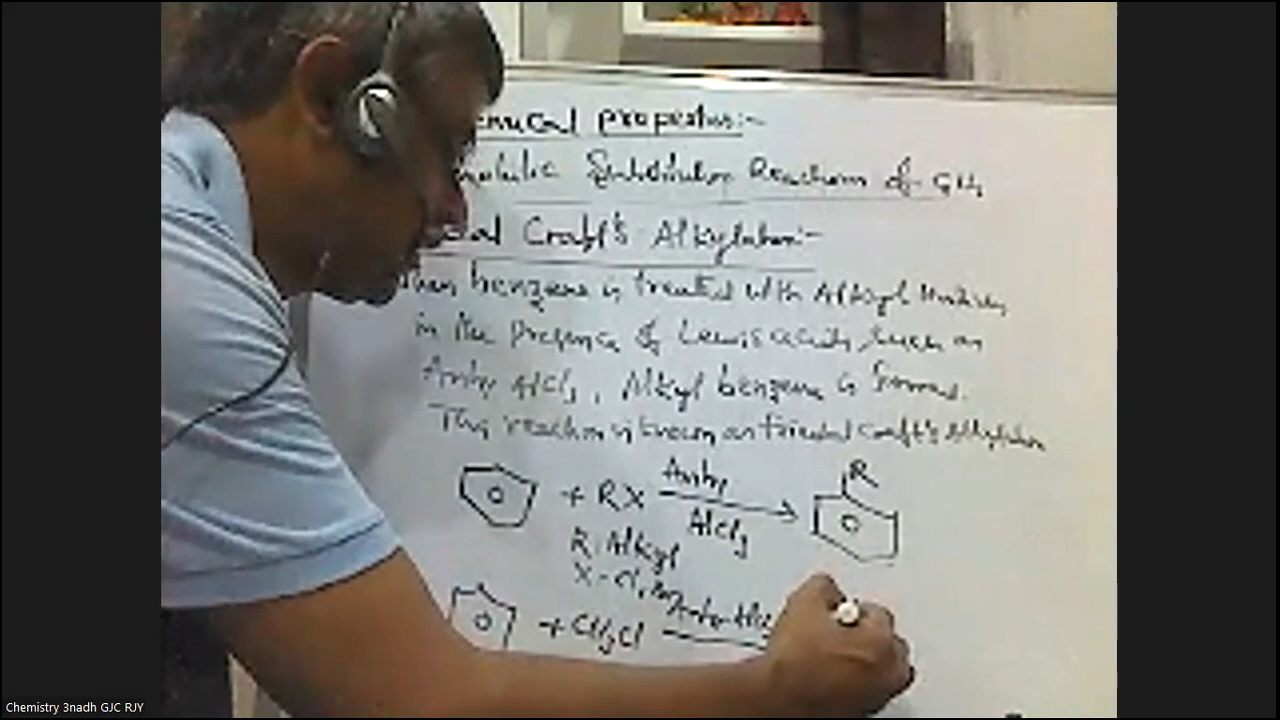 emical properties:-
Substitution Reactions of C6H6
Craft's Alkylation:-
when benzene is treated with Alkyl Halides
in the presence of Lewis acids such as
Anhy AlCl3, Alkyl benzene is formed.
This reaction is known as Friedel Craft's Alkylation
+ RX Anhy AlCl3 R
R-Alkyl
X-Cl, Br
+ CH3Cl
Chemistry 3nadh GJC RJY